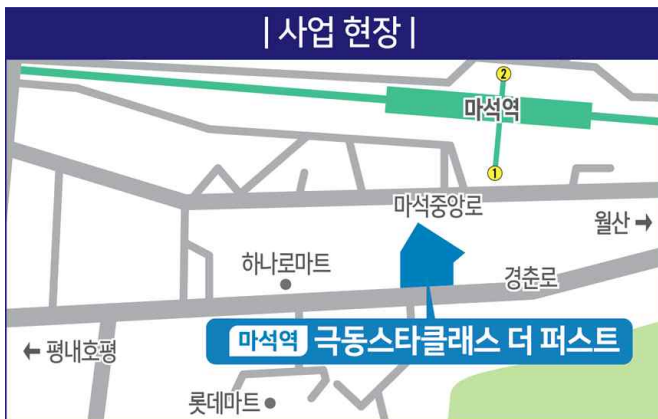 | 사업 현장 |
2
마석역
1
마석중앙로
월산 →
하나로마트
경춘로
마석역 극동스타클래스 더 퍼스트
← 평내호평
롯데마트